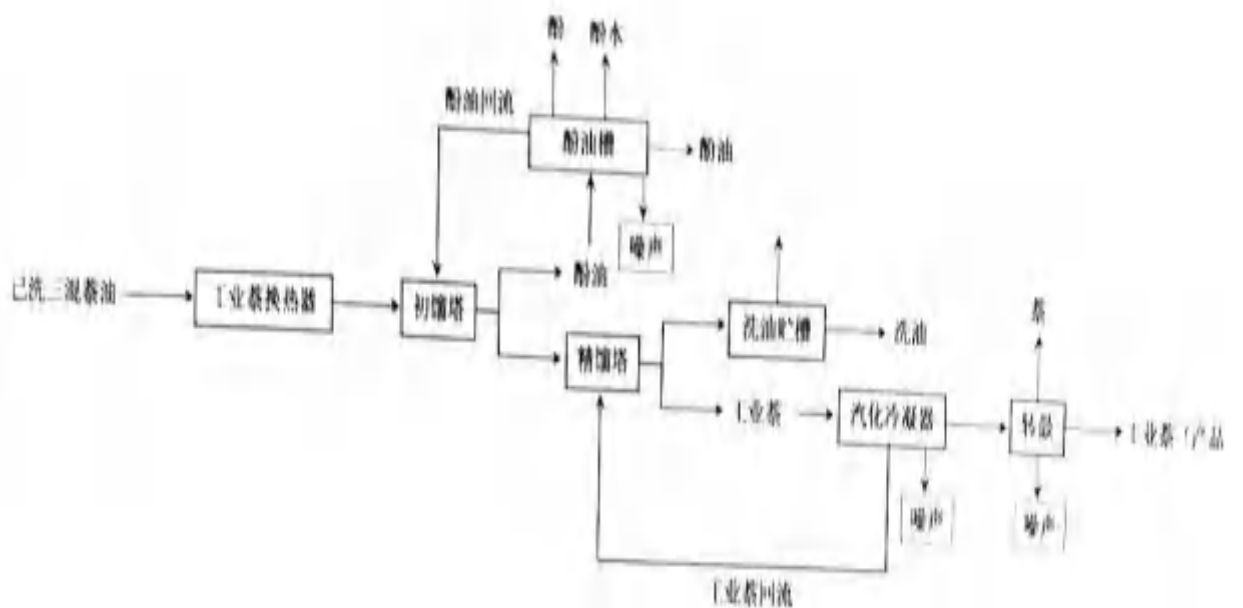 酚
酚水
酚油回流
酚油槽
酚油
噪声
酚油
已洗三混萘油
工业萘换热器
初馏塔
精馏塔
洗油贮槽
洗油
萘
工业萘
汽化冷凝器
转鼓
工业萘 产品
噪声
噪声
工业萘回流